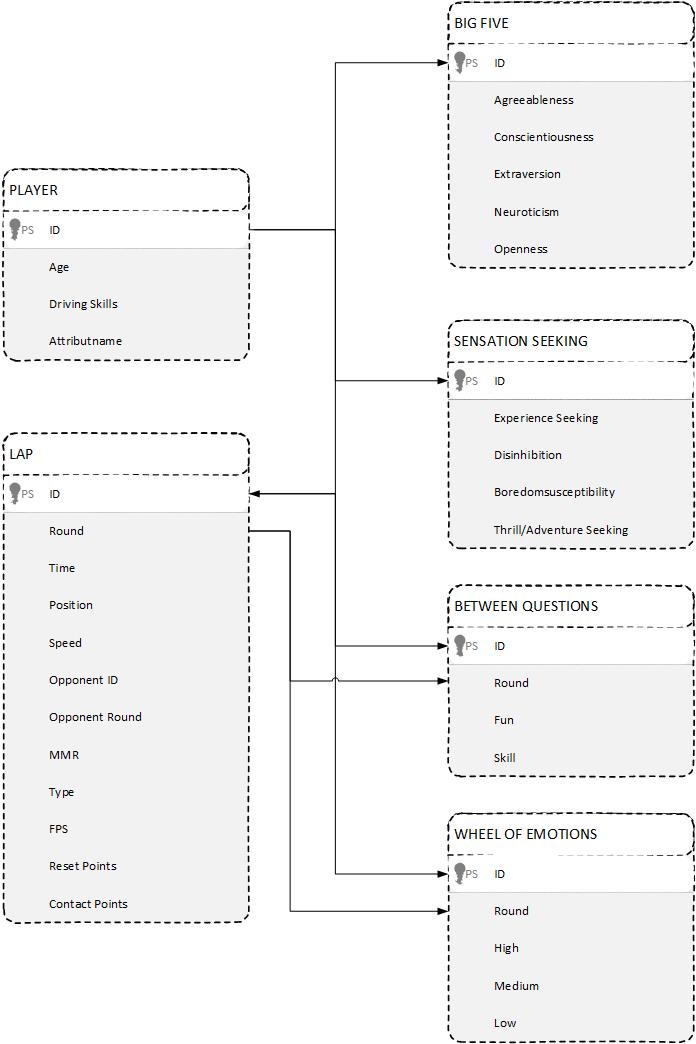 PLAYER
PS ID
Age
Driving Skills
Attributname
LAP
PS ID
Round
Time
Position
Speed
Opponent ID
Opponent Round
MMR
Type
FPS
Reset Points
Contact Points
BIG FIVE
PS ID
Agreeableness
Conscientiousness
Extraversion
Neuroticism
Openness
SENSATION SEEKING
PS ID
Experience Seeking
Disinhibition
Boredomsusceptibility
Thrill/Adventure Seeking
BETWEEN QUESTIONS
PS ID
Round
Fun
Skill
WHEEL OF EMOTIONS
PS ID
Round
High
Medium
Low